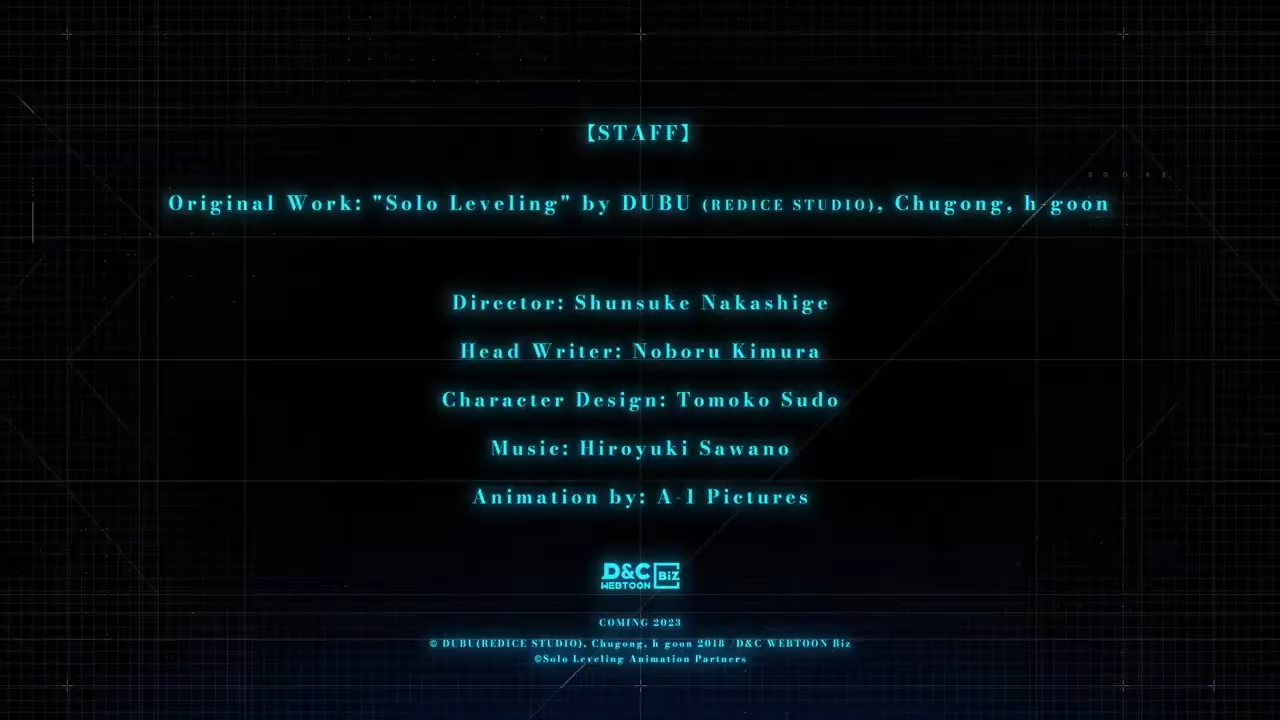 【STAFF】
Original Work: "Solo Leveling" by DUBU (REDICE STUDIO), Chugong, h-goon
Director: Shunsuke Nakashige
Head Writer: Noboru Kimura
Character Design: Tomoko Sudo
Music: Hiroyuki Sawano
Animation by: A-1 Pictures
D&C WEBTOON BiZ
COMING 2023
© DUBU(REDICE STUDIO), Chugong, h-goon 2018 /D&C WEBTOON Biz
©Solo Leveling Animation Partners